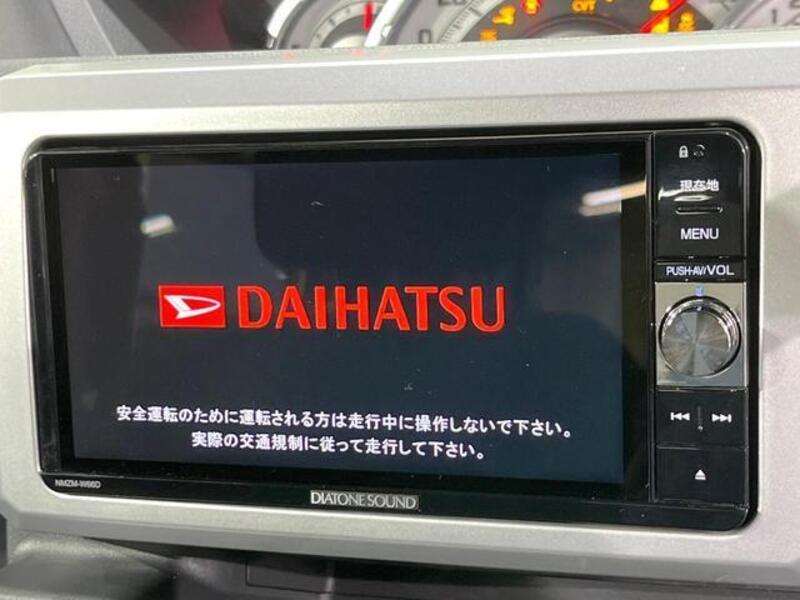 現在地
MENU
PUSH-AV/VOL
DAIHATSU
安全運転のために運転される方は走行中に操作しないで下さい。
実際の交通規制に従って走行して下さい。
NMZM-W66D
DIATONE SOUND